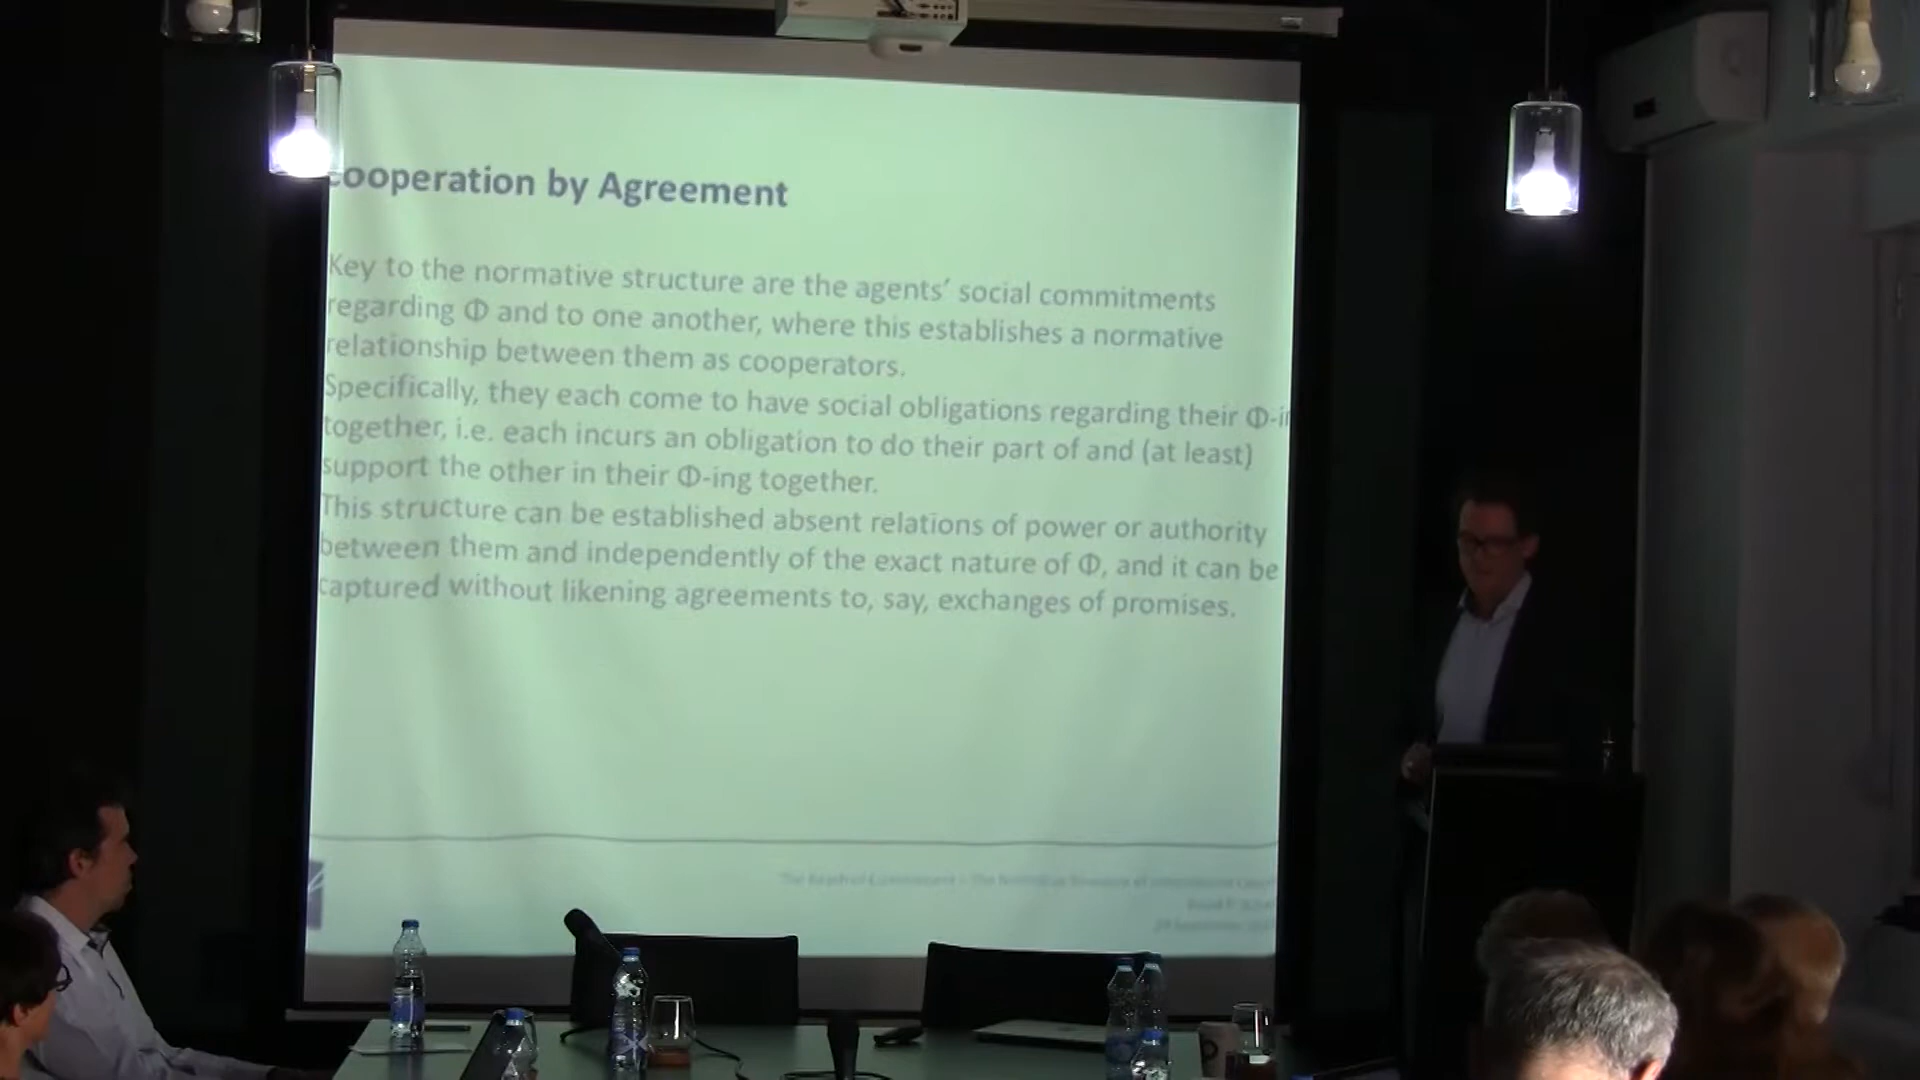 Cooperation by Agreement
Key to the normative structure are the agents' social commitments
regarding Φ and to one another, where this establishes a normative
relationship between them as cooperators.
Specifically, they each come to have social obligations regarding their Φ-in
together, i.e. each incurs an obligation to do their part of and (at least)
support the other in their Φ-ing together.
This structure can be established absent relations of power or authority
between them and independently of the exact nature of Φ, and it can be
captured without likening agreements to, say, exchanges of promises.